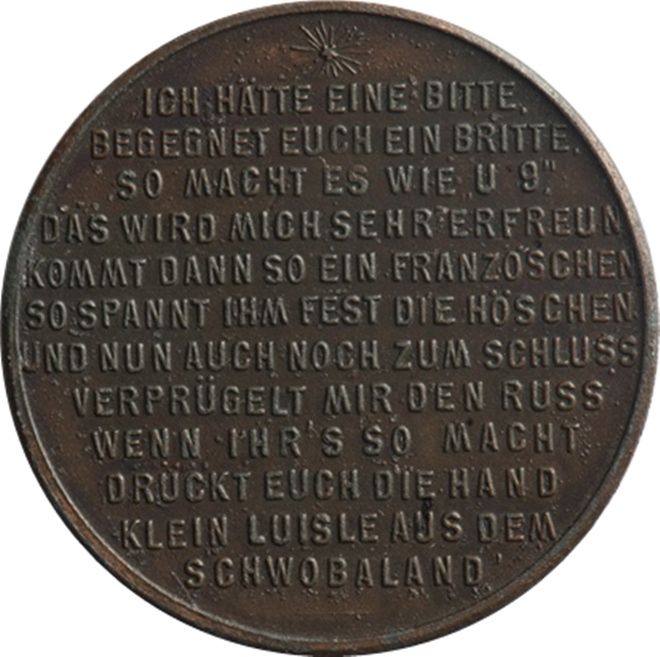 ICH HÄTTE EINE BITTE,
BEGEGNET EUCH EIN BRITTE,
SO MACHT ES WIE U 9"
DAS WIRD MICH SEHR ERFREUN
KOMMT DANN SO EIN FRANZÖSCHEN
SO SPANNT IHM FEST DIE HÖSCHEN
UND NUN AUCH NOCH ZUM SCHLUSS
VERPRÜGELT MIR DEN RUSS
WENN IHR'S SO MACHT
DRÜCKT EUCH DIE HAND
KLEIN LUISLE AUS DEM
SCHWOBALAND